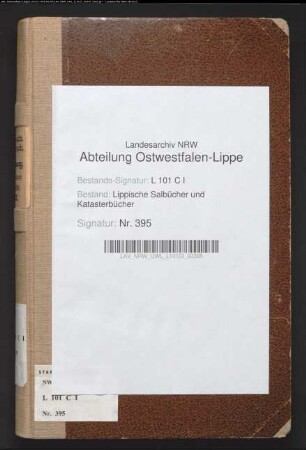 Landesarchiv NRW
Abteilung Ostwestfalen-Lippe
Bestands-Signatur: L 101 C I
Bestand: Lippische Salbücher und
Katasterbücher
Signatur: Nr. 395
L 101 C I
Nr. 395